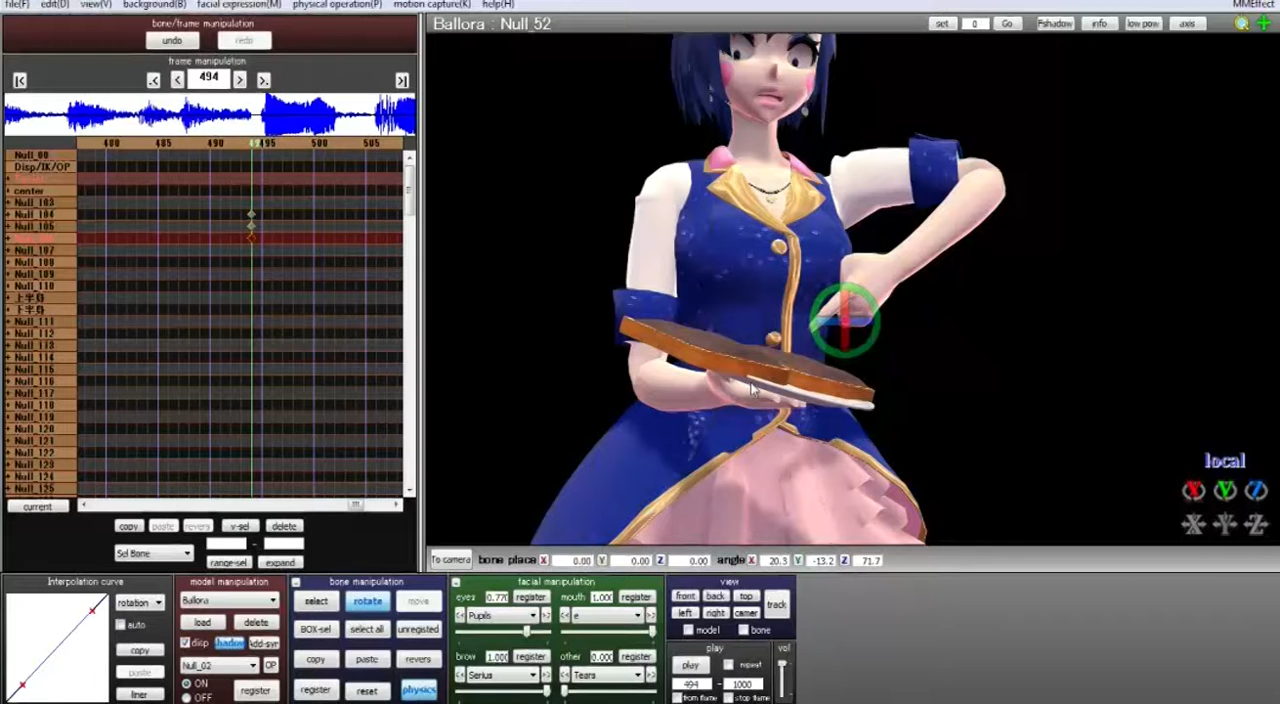 file(F) edit(D) view(V) background(B) facial expression(M) physical operation(P) motion capture(K) help(H) MMEffect
bone/frame manipulation
undo redo
frame manipulation
|< .< < 494 > >. >|
Ballora : Null_52
set 0 Go Fshadow info low pow axis
480 485 490 495 500 505
Null_00
Disp/IK/OP
center
Null_103
Null_104
Null_105
Null_107
Null_108
Null_109
Null_110
上半身
下半身
Null_111
Null_112
Null_113
Null_114
Null_115
Null_116
Null_117
Null_118
Null_119
Null_120
Null_121
Null_122
Null_123
Null_124
Null_125
current
copy paste revers v-sel delete
Sel Bone -
range-sel expand
local
X Y Z
X Y Z
To camera bone place X 0.00 Y 0.00 Z 0.00 angle X 20.3 Y -13.2 Z 71.7
Interpolation curve
rotation
auto
copy
paste
liner
model manipulation
Ballora
load delete
disp shadow Add-syn
Null_02 OP
ON
OFF
register
bone manipulation
select rotate move
BOX-sel select all unregisted
copy paste revers
register reset physics
facial manipulation
eyes 0.770 register mouth 1.000 register
<< Pupils >> << e >>
brow 1.000 register other 0.000 register
<< Serius >> << Tears >>
view
front back top
left right camer track
model bone
play
play repeat
494 - 1000
from flame stop flame
vol